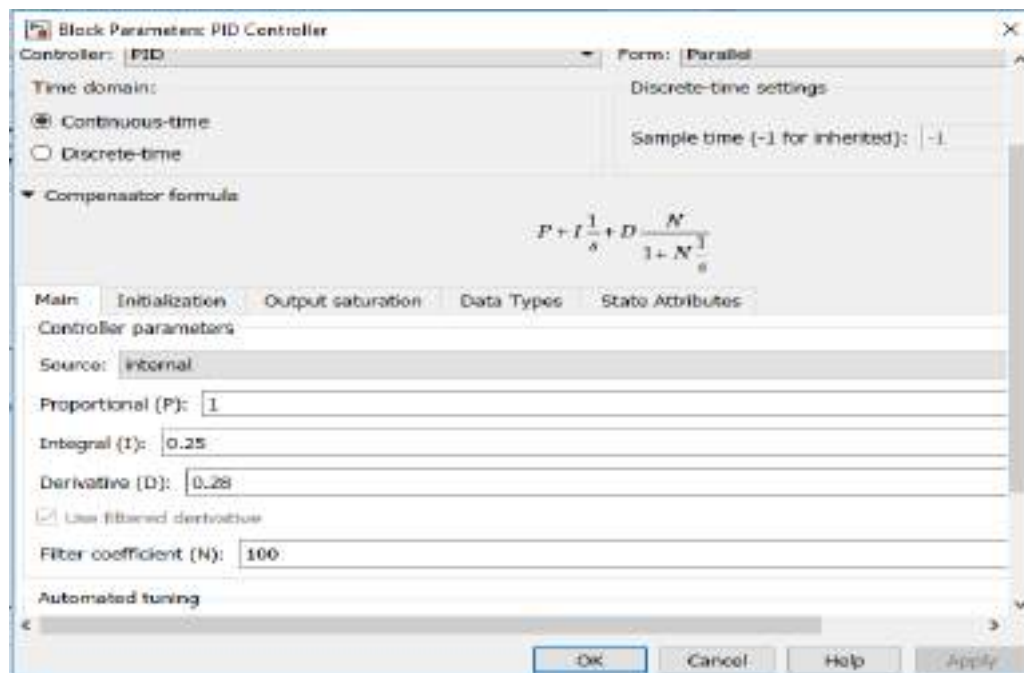 Block Parameters: PID Controller
Controller: PID Form: Parallel
Time domain:
Discrete-time settings
Continuous-time
Discrete-time
Sample time (-1 for inherited): -1
Compensator formula
P + I 1/s + D N/(1 + N 1/s)
Main Initialization Output saturation Data Types State Attributes
Controller parameters
Source: internal
Proportional (P): 1
Integral (I): 0.25
Derivative (D): 0.28
Use filtered derivative
Filter coefficient (N): 100
Automated tuning
OK Cancel Help Apply